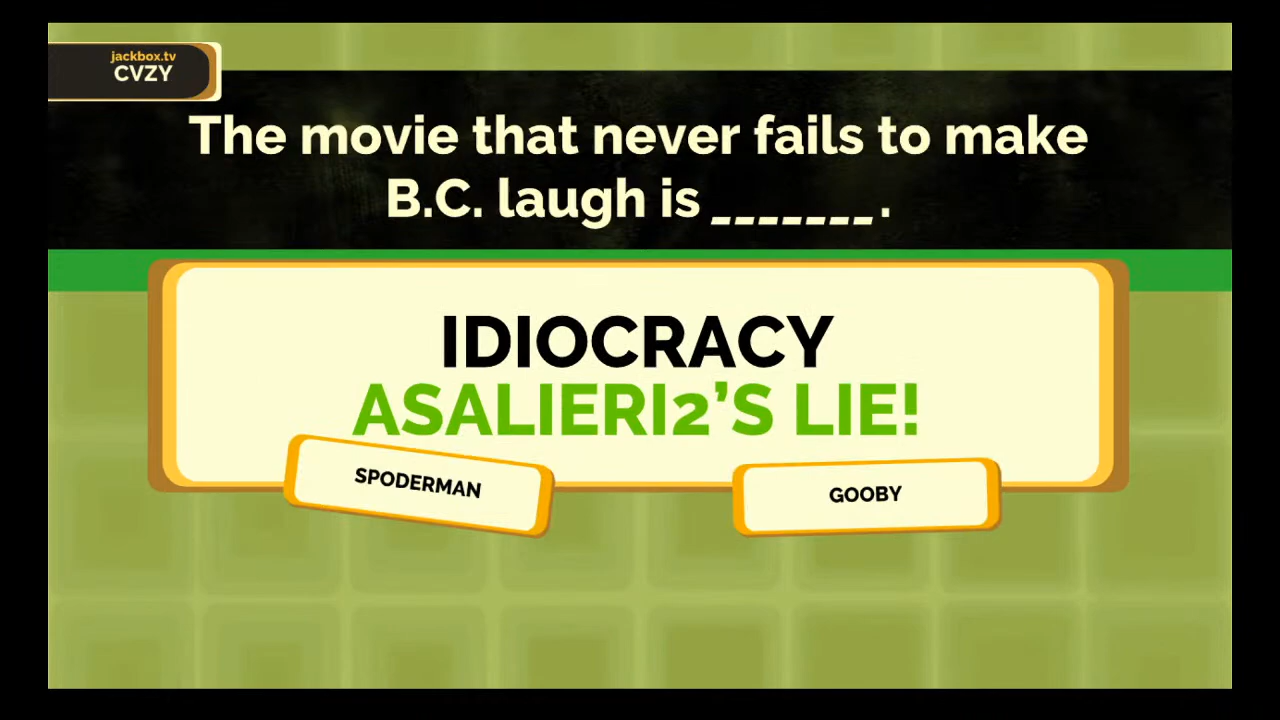 jackbox.tv
CVZY
The movie that never fails to make
B.C. laugh is _______.
IDIOCRACY
ASALIERI2’S LIE!
SPODERMAN
GOOBY